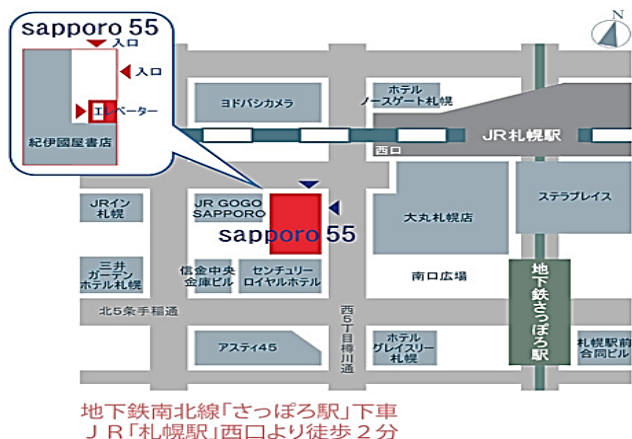 sapporo 55
入口
入口
エレベーター
紀伊國屋書店
N
ヨドバシカメラ
ホテル
ノースゲート札幌
JR札幌駅
西口
JRイン
札幌
JR GOGO
SAPPORO
sapporo 55
大丸札幌店
ステラプレイス
三井
ガーデン
ホテル札幌
信金中央
金庫ビル
センチュリー
ロイヤルホテル
南口広場
地下鉄さっぽろ駅
北5条手稲通
西5丁目樽川通
アスティ45
ホテル
グレイスリー
札幌
札幌駅前
合同ビル
地下鉄南北線「さっぽろ駅」下車
JR「札幌駅」西口より徒歩2分